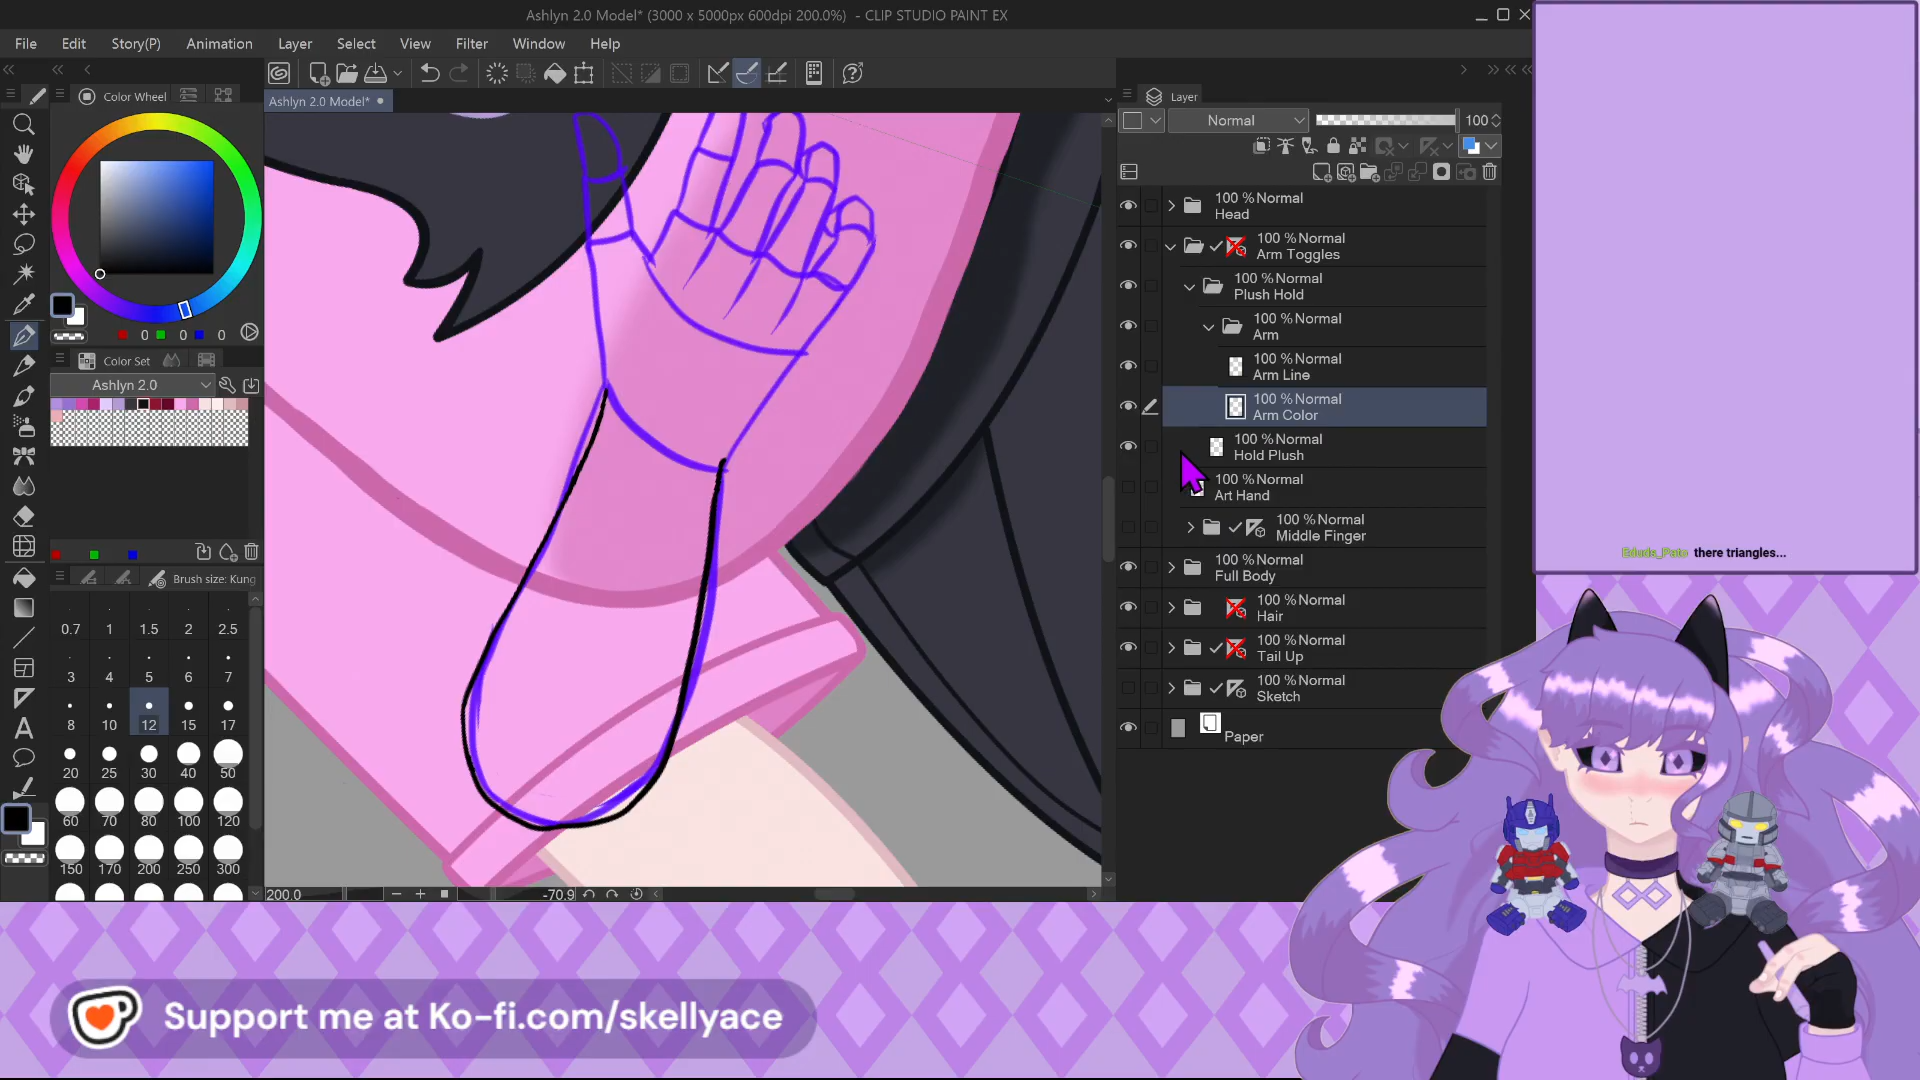 Ashlyn 2.0 Model* (3000 x 5000px 600dpi 200.0%) - CLIP STUDIO PAINT EX
File Edit Story(P) Animation Layer Select View Filter Window Help
Color Wheel
Ashlyn 2.0 Model*
0 0 0
Color Set
Ashlyn 2.0
Brush size: Kung
0.7 1 1.5 2 2.5
3 4 5 6 7
8 10 12 15 17
20 25 30 40 50
60 70 80 100 120
150 170 200 250 300
200.0
-70.9
Layer
Normal
100
100 %Normal
Head
100 %Normal
Arm Toggles
100 %Normal
Plush Hold
100 %Normal
Arm
100 %Normal
Arm Line
100 %Normal
Arm Color
100 %Normal
Hold Plush
100 %Normal
Art Hand
100 %Normal
Middle Finger
100 %Normal
Full Body
100 %Normal
Hair
100 %Normal
Tail Up
100 %Normal
Sketch
Paper
Eduds_Pato there triangles...
Support me at Ko-fi.com/skellyace